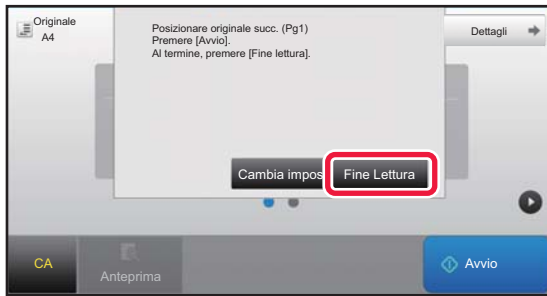 Originale
A4
Posizionare originale succ. (Pg1)
Premere [Avvio].
Al termine, premere [Fine lettura].
Dettagli
Cambia impos
Fine Lettura
CA
Anteprima
Avvio